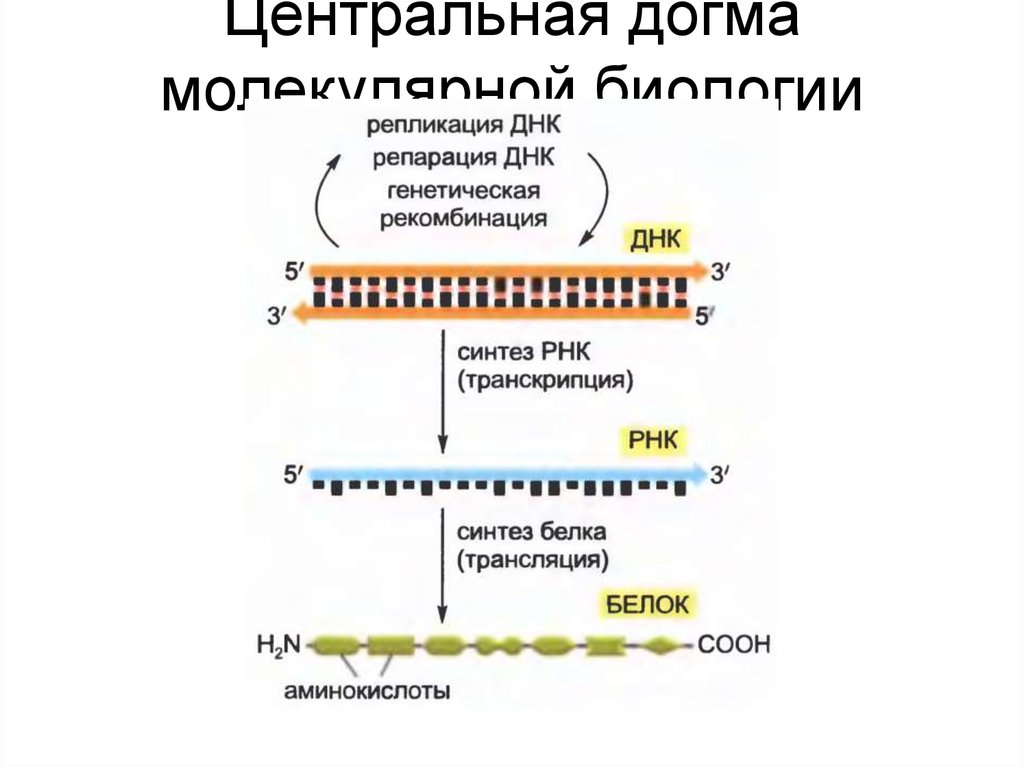 Центральная догма
молекулярной биологии
репликация ДНК
репарация ДНК
генетическая
рекомбинация
ДНК
5′ 3′
3′ 5′
синтез РНК
(транскрипция)
РНК
5′ 3′
синтез белка
(трансляция)
БЕЛОК
H₂N COOH
аминокислоты